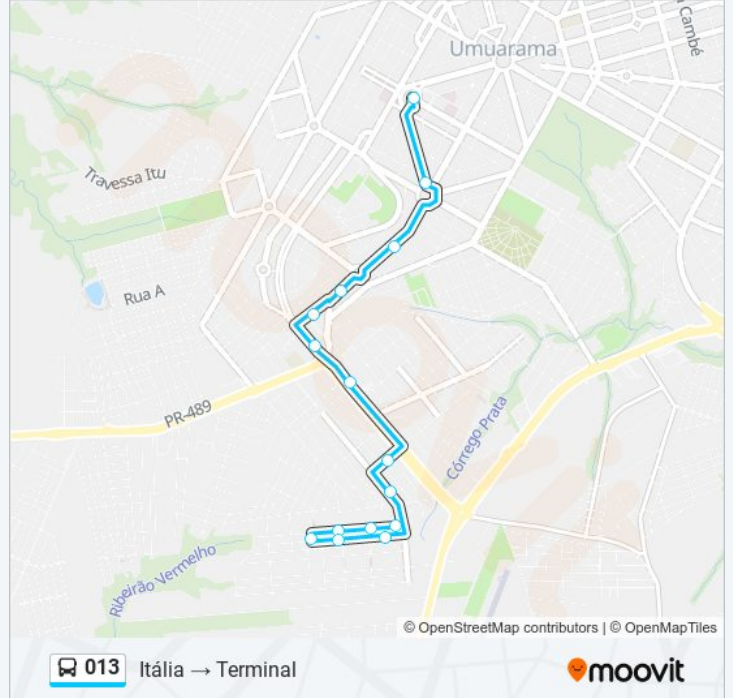 Cambé
Umuarama
Travessa Itu
Rua A
PR-489
Córrego Prata
Ribeirão Vermelho
© OpenStreetMap contributors | © OpenMapTiles
013 Itália → Terminal
moovit